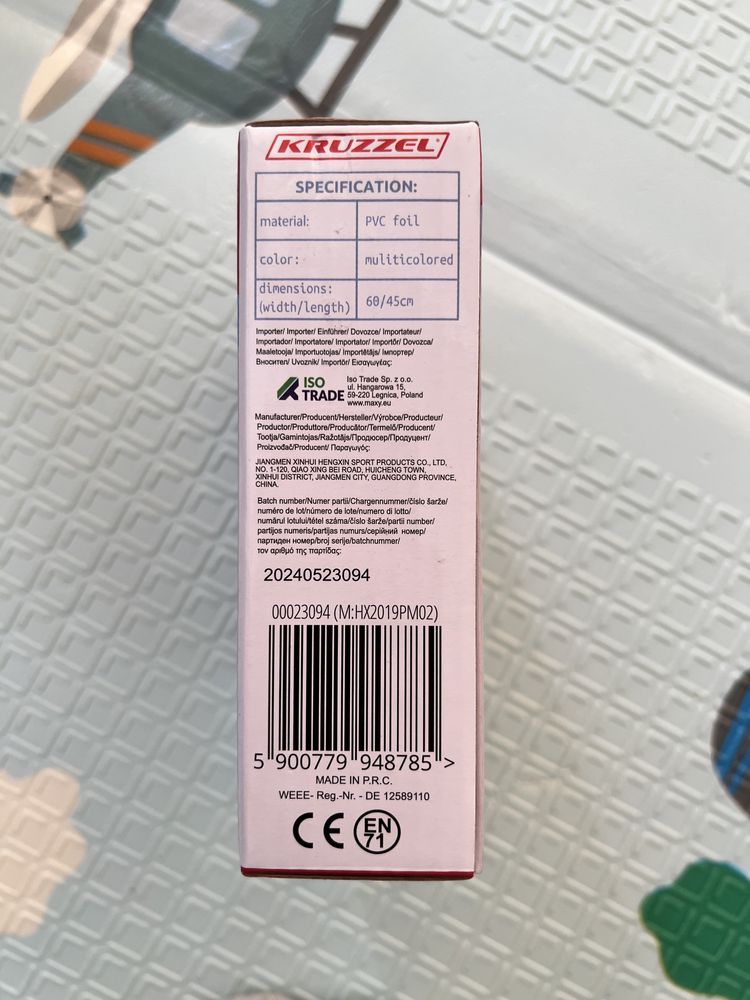 KRUZZEL
SPECIFICATION:
material: PVC foil
color: muliticolored
dimensions:
(width/length) 60/45cm
Importer/ Importer/ Einführer/ Dovozce/ Importateur/
Importador/ Importatore/ Importator/ Importőr/ Dovozca/
Maaletooja/ Importuotojas/ Importētājs/ Імпортер/
Вносител/ Uvoznik/ Importör/ Εισαγωγέας:
ISO
TRADE
Iso Trade Sp. z o.o.
ul. Hangarowa 15,
59-220 Legnica, Poland
www.maxy.eu
Manufacturer/Producent/Hersteller/Výrobce/Producteur/
Productor/Produttore/Producător/Termelő/Producent/
Tootja/Gamintojas/Ražotājs/Продюсер/Продуцент/
Proizvođač/Producent/ Παραγωγός:
JIANGMEN XINHUI HENGXIN SPORT PRODUCTS CO., LTD,
NO. 1-120, QIAO XING BEI ROAD, HUICHENG TOWN,
XINHUI DISTRICT, JIANGMEN CITY, GUANGDONG PROVINCE,
CHINA.
Batch number/Numer partii/Chargennummer/číslo šarže/
numéro de lot/número de lote/numero di lotto/
numărul lotului/tétel száma/číslo šarže/partii number/
partijos numeris/partijas numurs/серійний номер/
партиден номер/broj serije/batchnummer/
τον αριθμό της παρτίδας:
20240523094
00023094 (M:HX2019PM02)
5 900779 948785 >
MADE IN P.R.C.
WEEE- Reg.-Nr. - DE 12589110
CE EN
71